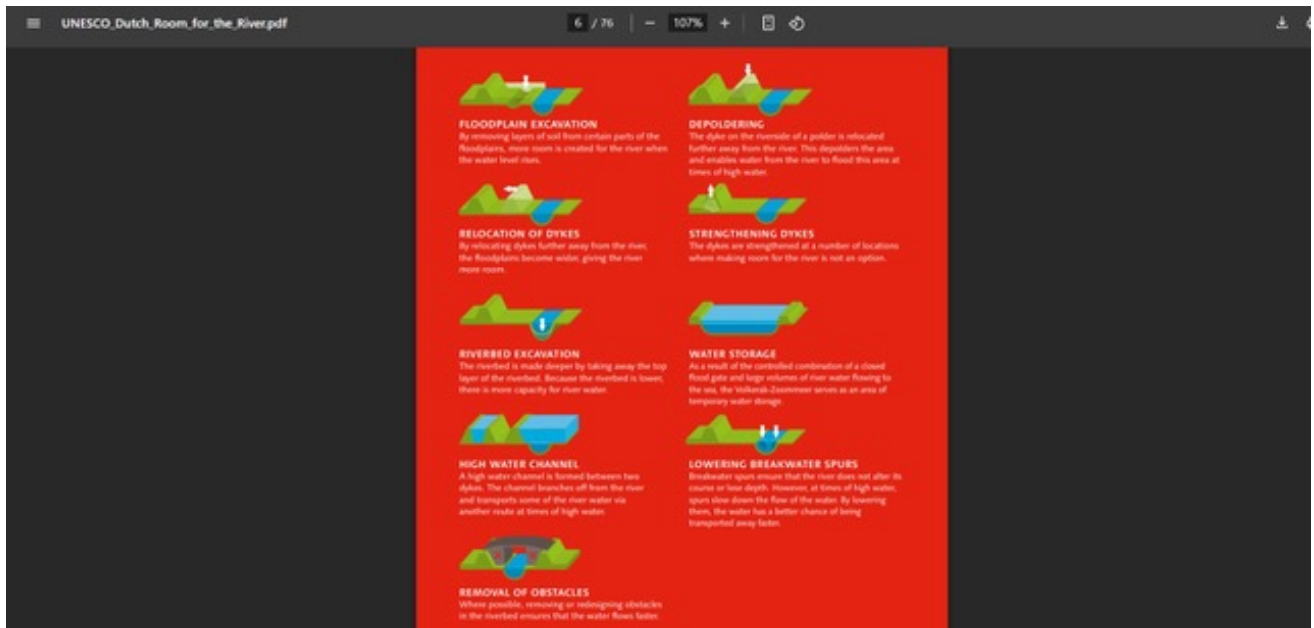 UNESCO_Dutch_Room_for_the_River.pdf
6 / 76
107%
FLOODPLAIN EXCAVATION
By removing layers of soil from certain parts of the
floodplains, more room is created for the river when
the water level rises.
DEPOLDERING
The dyke on the riverside of a polder is relocated
further away from the river. This depolders the area
and enables water from the river to flood this area at
times of high water.
RELOCATION OF DYKES
By relocating dykes further away from the river,
the floodplains become wider, giving the river
more room.
STRENGTHENING DYKES
The dykes are strengthened at a number of locations
where making room for the river is not an option.
RIVERBED EXCAVATION
The riverbed is made deeper by taking away the top
layer of the riverbed. Because the riverbed is lower,
there is more capacity for river water.
WATER STORAGE
As a result of the controlled combination of a closed
flood gate and large volumes of river water flowing to
the sea, the Volkerak-Zoommeer serves as an area of
temporary water storage.
HIGH WATER CHANNEL
A high water channel is formed between two
dykes. The channel branches off from the river
and transports some of the river water via
another route at times of high water.
LOWERING BREAKWATER SPURS
Breakwater spurs ensure that the river does not alter its
course or lose depth. However, at times of high water,
spurs slow down the flow of the water. By lowering
them, the water has a better chance of being
transported away faster.
REMOVAL OF OBSTACLES
Where possible, removing or redesigning obstacles
in the riverbed ensures that the water flows faster.